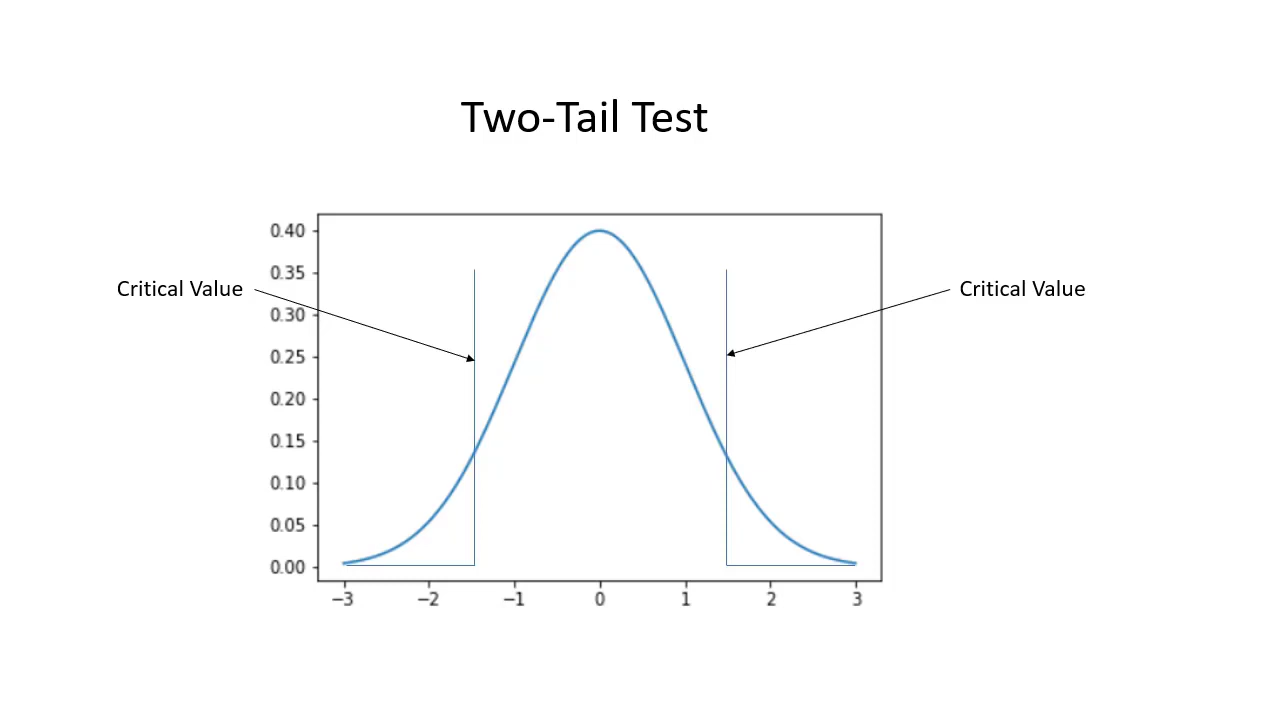 Two-Tail Test
0.40
0.35
Critical Value
Critical Value
0.30
0.25
0.20
0.15
0.10
0.05
0.00
−3 −2 −1 0 1 2 3